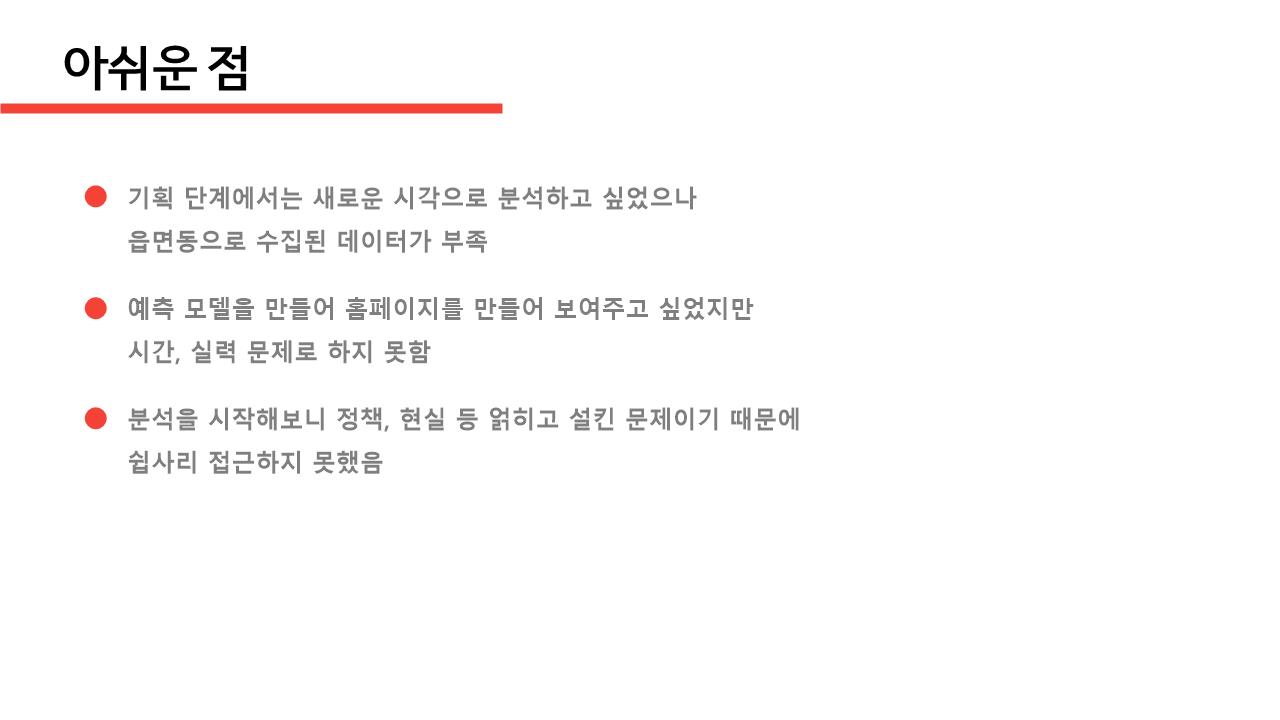 아쉬운 점
기획 단계에서는 새로운 시각으로 분석하고 싶었으나
읍면동으로 수집된 데이터가 부족
예측 모델을 만들어 홈페이지를 만들어 보여주고 싶었지만
시간, 실력 문제로 하지 못함
분석을 시작해보니 정책, 현실 등 얽히고 설킨 문제이기 때문에
쉽사리 접근하지 못했음